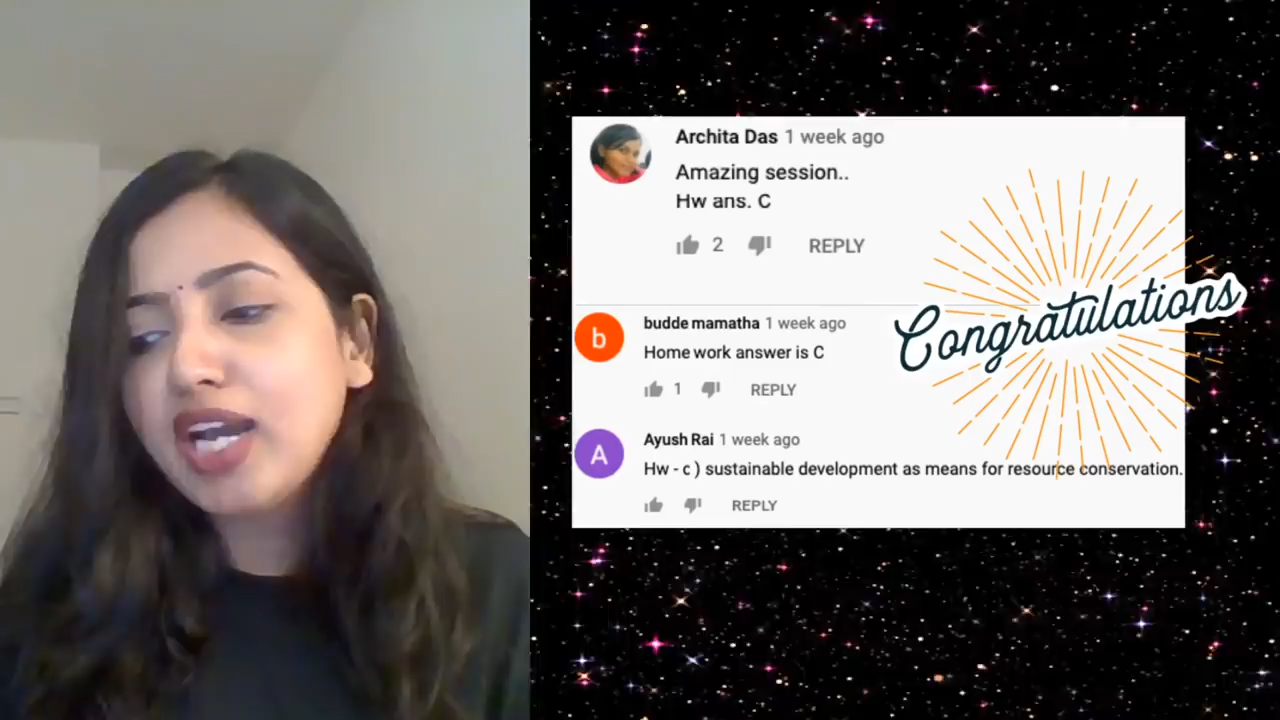 Archita Das 1 week ago
Amazing session..
Hw ans. C
2 REPLY
budde mamatha 1 week ago
b
Home work answer is C
1 REPLY
Congratulations
Ayush Rai 1 week ago
A
Hw - c ) sustainable development as means for resource conservation.
REPLY